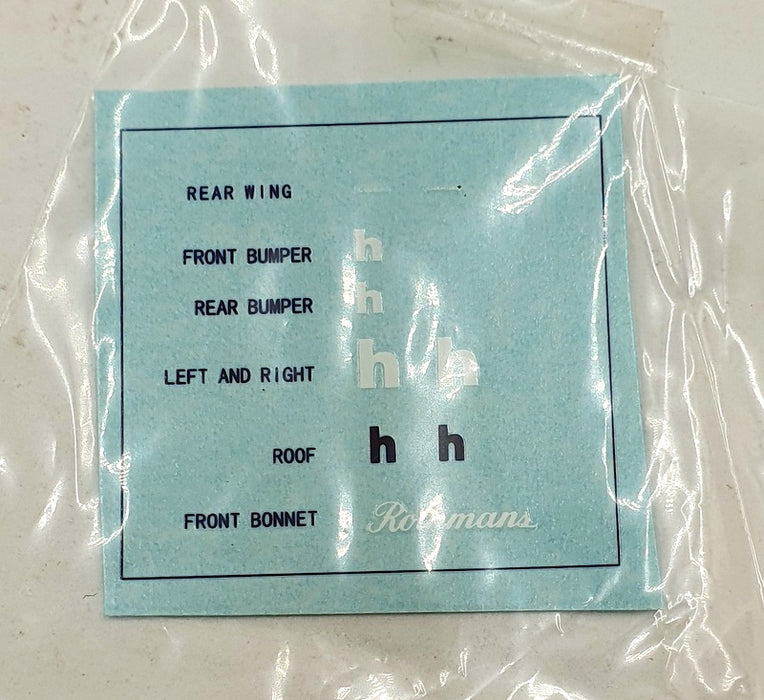 REAR WING
FRONT BUMPER h
REAR BUMPER h
LEFT AND RIGHT h h
ROOF h h
FRONT BONNET Rothmans